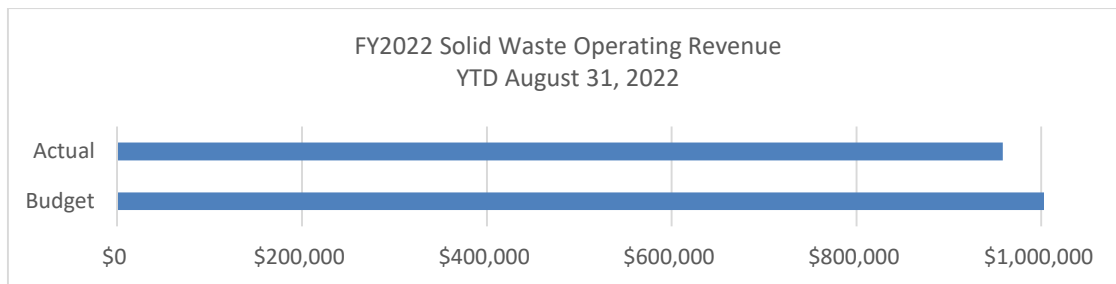 FY2022 Solid Waste Operating Revenue
YTD August 31, 2022
Actual
Budget
$0 $200,000 $400,000 $600,000 $800,000 $1,000,000